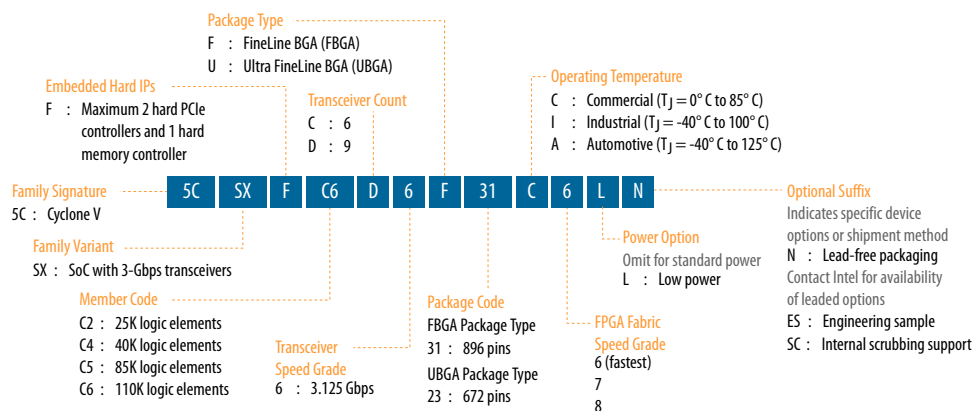 Package Type
F : FineLine BGA (FBGA)
U : Ultra FineLine BGA (UBGA)
Embedded Hard IPs
F : Maximum 2 hard PCIe
controllers and 1 hard
memory controller
Transceiver Count
C : 6
D : 9
Operating Temperature
C : Commercial (TJ = 0° C to 85° C)
I : Industrial (TJ = -40° C to 100° C)
A : Automotive (TJ = -40° C to 125° C)
Family Signature
5C : Cyclone V
5C SX F C6 D 6 F 31 C 6 L N
Optional Suffix
Indicates specific device
options or shipment method
N : Lead-free packaging
Contact Intel for availability
of leaded options
ES : Engineering sample
SC : Internal scrubbing support
Family Variant
SX : SoC with 3-Gbps transceivers
Power Option
Omit for standard power
L : Low power
Member Code
C2 : 25K logic elements
C4 : 40K logic elements
C5 : 85K logic elements
C6 : 110K logic elements
Transceiver
Speed Grade
6 : 3.125 Gbps
Package Code
FBGA Package Type
31 : 896 pins
UBGA Package Type
23 : 672 pins
FPGA Fabric
Speed Grade
6 (fastest)
7
8